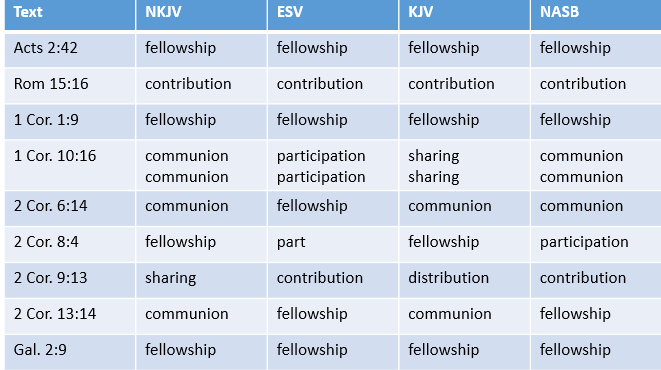 Text NKJV ESV KJV NASB
Acts 2:42 fellowship fellowship fellowship fellowship
Rom 15:16 contribution contribution contribution contribution
1 Cor. 1:9 fellowship fellowship fellowship fellowship
1 Cor. 10:16 communion participation sharing communion
communion participation sharing communion
2 Cor. 6:14 communion fellowship communion communion
2 Cor. 8:4 fellowship part fellowship participation
2 Cor. 9:13 sharing contribution distribution contribution
2 Cor. 13:14 communion fellowship communion fellowship
Gal. 2:9 fellowship fellowship fellowship fellowship